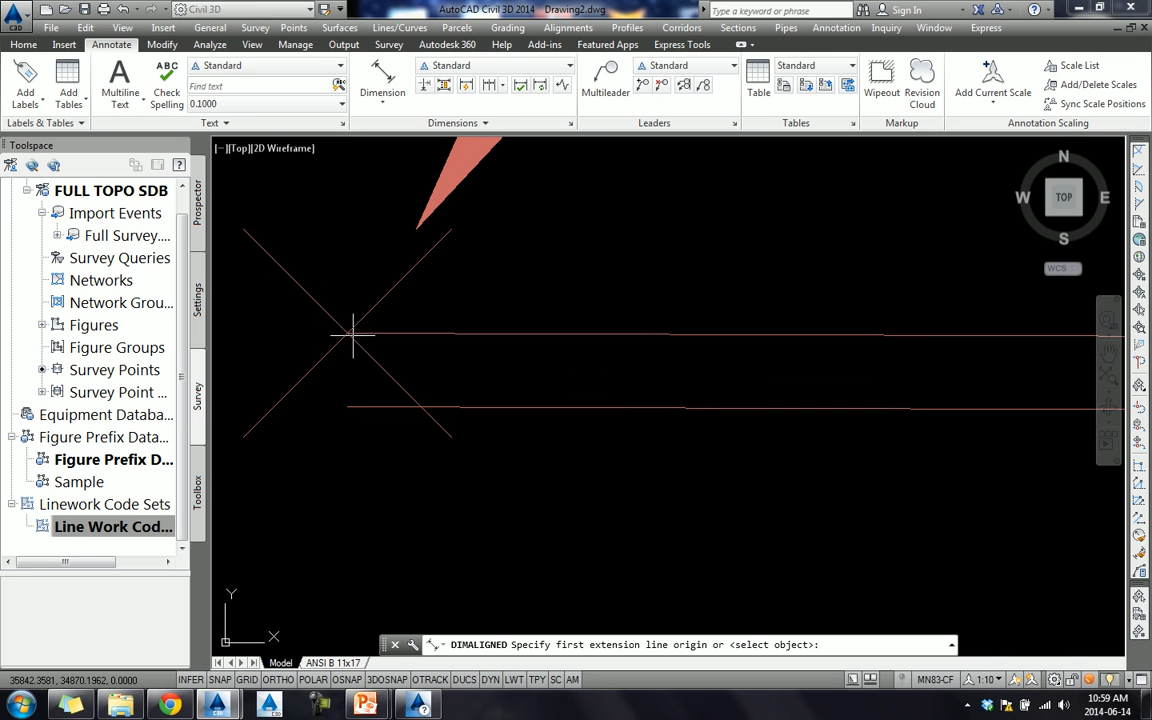 Civil 3D
AutoCAD Civil 3D 2014 Drawing2.dwg
Type a keyword or phrase
Sign In
File Edit View Insert General Survey Points Surfaces Lines/Curves Parcels Grading Alignments Profiles Corridors Sections Pipes Annotation Inquiry Window Express
Home Insert Annotate Modify Analyze View Manage Output Survey Autodesk 360 Help Add-ins Featured Apps Express Tools
Add Labels
Add Tables
Multiline Text
ABC
Check Spelling
Standard
Find text
0.1000
Dimension
Standard
Multileader
Standard
Table
Standard
Wipeout
Revision Cloud
Add Current Scale
Scale List
Add/Delete Scales
Sync Scale Positions
Labels & Tables
Text
Dimensions
Leaders
Tables
Markup
Annotation Scaling
Toolspace
[−][Top][2D Wireframe]
FULL TOPO SDB
Import Events
Full Survey....
Survey Queries
Networks
Network Grou...
Figures
Figure Groups
Survey Points
Survey Point ...
Equipment Databa...
Figure Prefix Data...
Figure Prefix D...
Sample
Linework Code Sets
Line Work Cod...
Prospector
Settings
Survey
Toolbox
N
W
TOP
E
S
WCS
Y
X
DIMALIGNED Specify first extension line origin or <select object>:
Model
ANSI B 11x17
35842.3581, 34870.1962, 0.0000
INFER SNAP GRID ORTHO POLAR OSNAP 3DOSNAP OTRACK DUCS DYN LWT TPY SC AM
MN83-CF
1:10
10:59 AM
2014-06-14